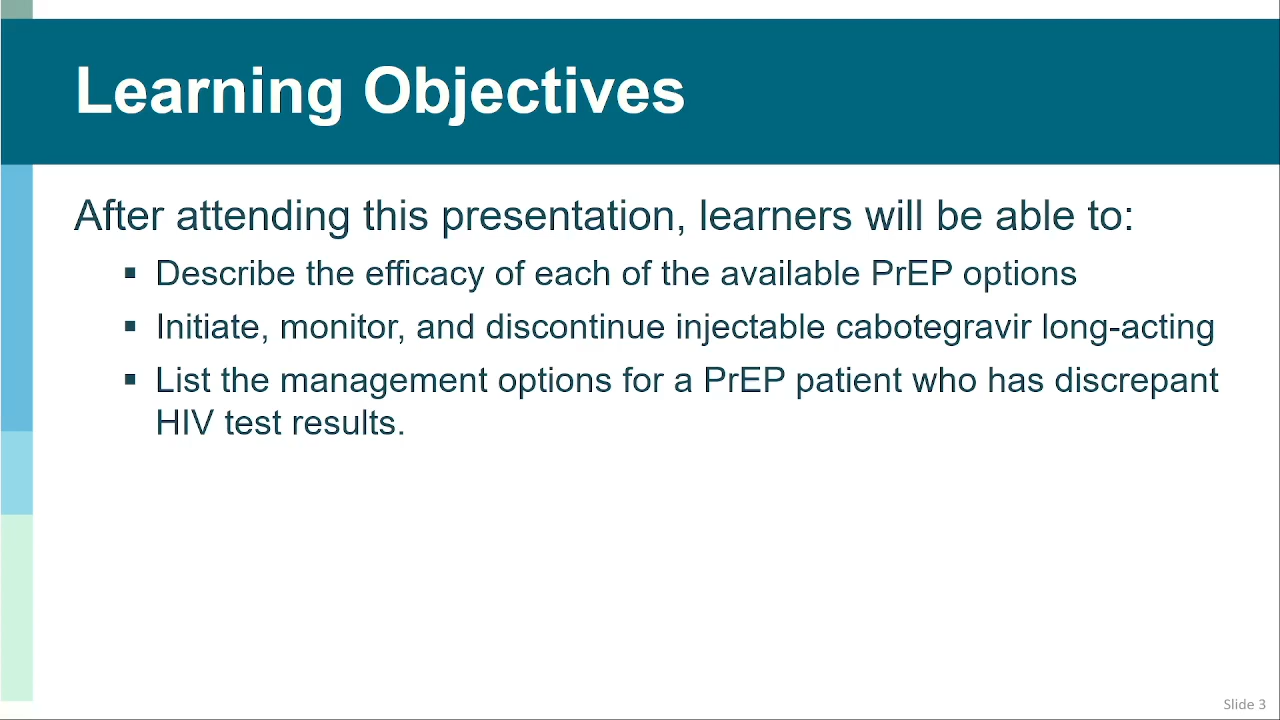 Learning Objectives
After attending this presentation, learners will be able to:
▪ Describe the efficacy of each of the available PrEP options
▪ Initiate, monitor, and discontinue injectable cabotegravir long-acting
▪ List the management options for a PrEP patient who has discrepant
HIV test results.
Slide 3